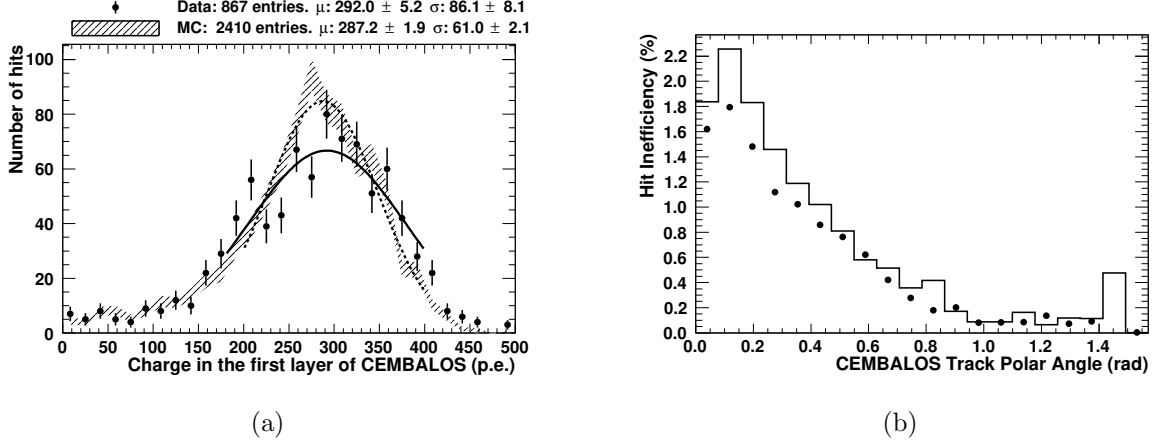 Data: 867 entries. μ: 292.0 ± 5.2 σ: 86.1 ± 8.1
MC: 2410 entries. μ: 287.2 ± 1.9 σ: 61.0 ± 2.1
Number of hits
100
80
60
40
20
0
0 50 100 150 200 250 300 350 400 450 500
Charge in the first layer of CEMBALOS (p.e.)
(a)
Hit Inefficiency (%)
2.2
2.0
1.8
1.6
1.4
1.2
1.0
0.8
0.6
0.4
0.2
0.0
0.0 0.2 0.4 0.6 0.8 1.0 1.2 1.4
CEMBALOS Track Polar Angle (rad)
(b)